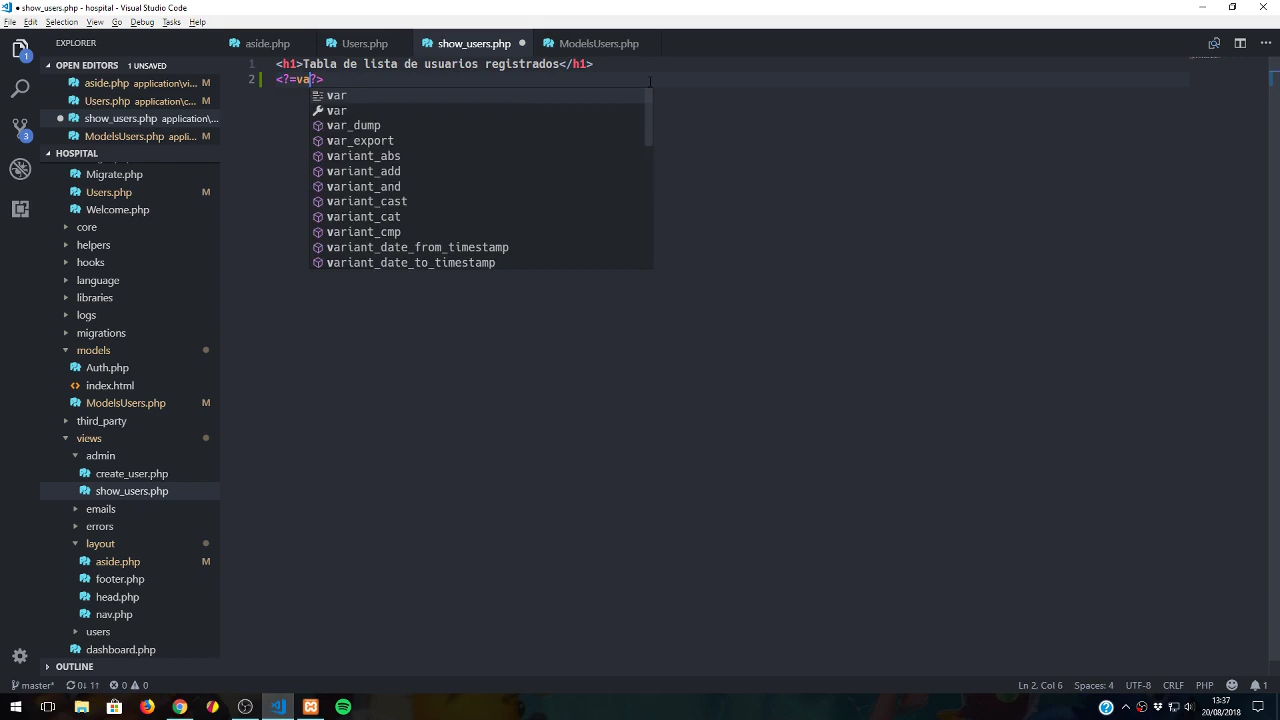 show_users.php - hospital - Visual Studio Code
File Edit Selection View Go Debug Tasks Help
EXPLORER
aside.php
Users.php
show_users.php
ModelsUsers.php
OPEN EDITORS 1 UNSAVED
aside.php application\vi... M
Users.php application\c... M
show_users.php application\...
ModelsUsers.php appli... M
HOSPITAL
Migrate.php
Users.php M
Welcome.php
core
helpers
hooks
language
libraries
logs
migrations
models
Auth.php
index.html
ModelsUsers.php M
third_party
views
admin
create_user.php
show_users.php
emails
errors
layout
aside.php M
footer.php
head.php
nav.php
users
dashboard.php
OUTLINE
1 <h1>Tabla de lista de usuarios registrados</h1>
2 <?=va?>
var
var
var_dump
var_export
variant_abs
variant_add
variant_and
variant_cast
variant_cat
variant_cmp
variant_date_from_timestamp
variant_date_to_timestamp
1
3
master* 0↓ 1↑ 0 0
Ln 2, Col 6 Spaces: 4 UTF-8 CRLF PHP 1
13:37
20/08/2018